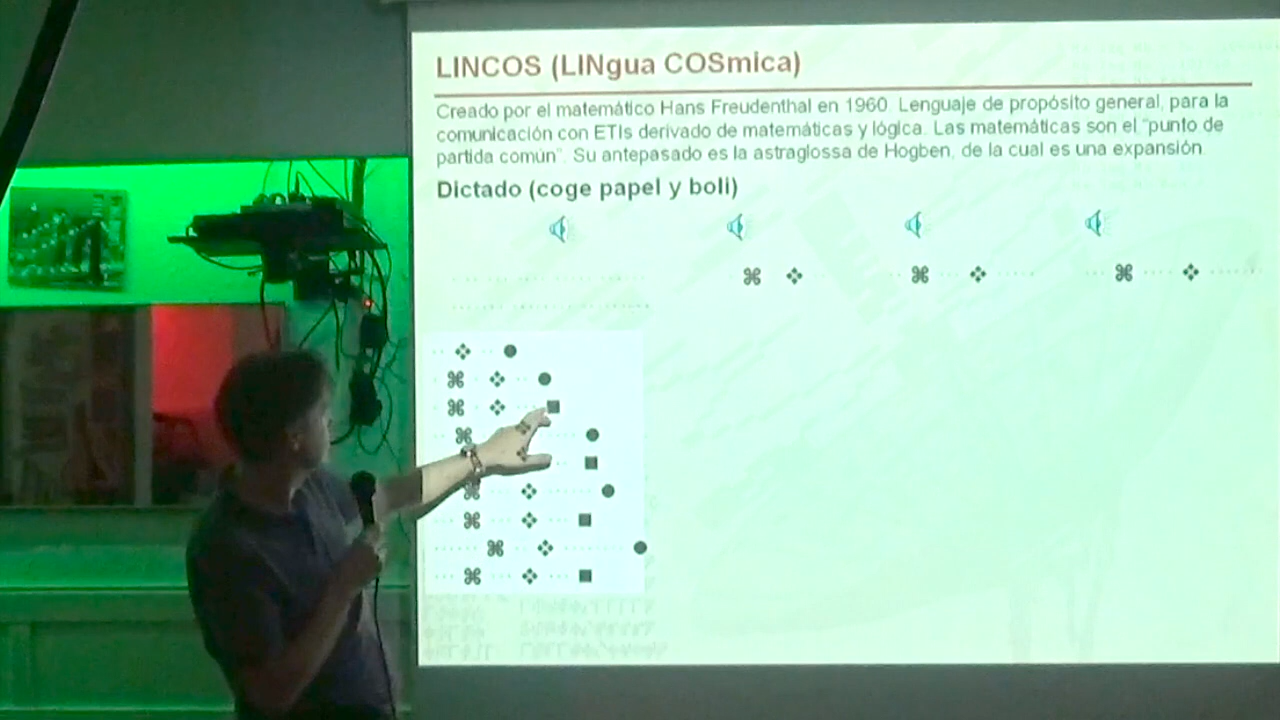 LINCOS (LINgua COSmica)
Creado por el matemático Hans Freudenthal en 1960. Lenguaje de propósito general, para la
comunicación con ETIs derivado de matemáticas y lógica. Las matemáticas son el "punto de
partida común". Su antepasado es la astraglossa de Hogben, de la cual es una expansión.
Dictado (coge papel y boli)